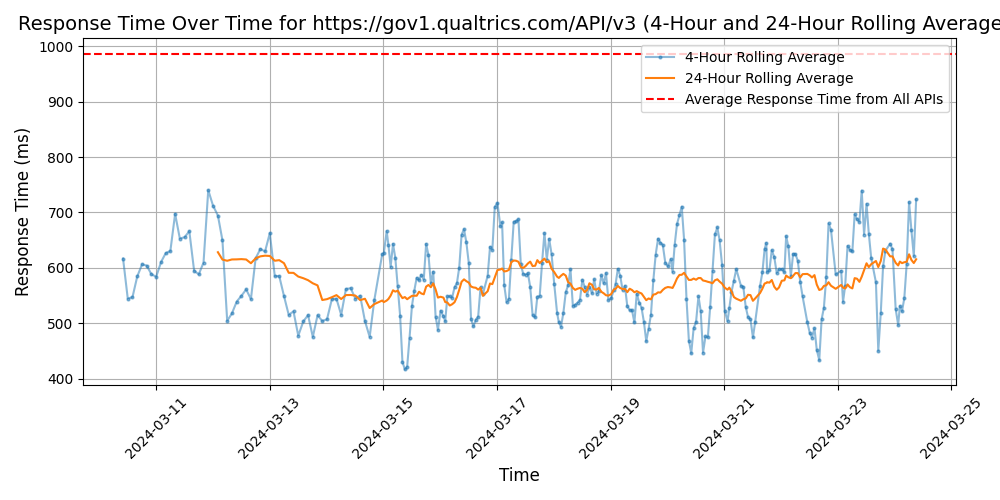 Response Time Over Time for https://gov1.qualtrics.com/API/v3 (4-Hour and 24-Hour Rolling Average
1000
900
800
700
600
500
400
Response Time (ms)
4-Hour Rolling Average
24-Hour Rolling Average
Average Response Time from All APIs
2024-03-11
2024-03-13
2024-03-15
2024-03-17
2024-03-19
2024-03-21
2024-03-23
2024-03-25
Time